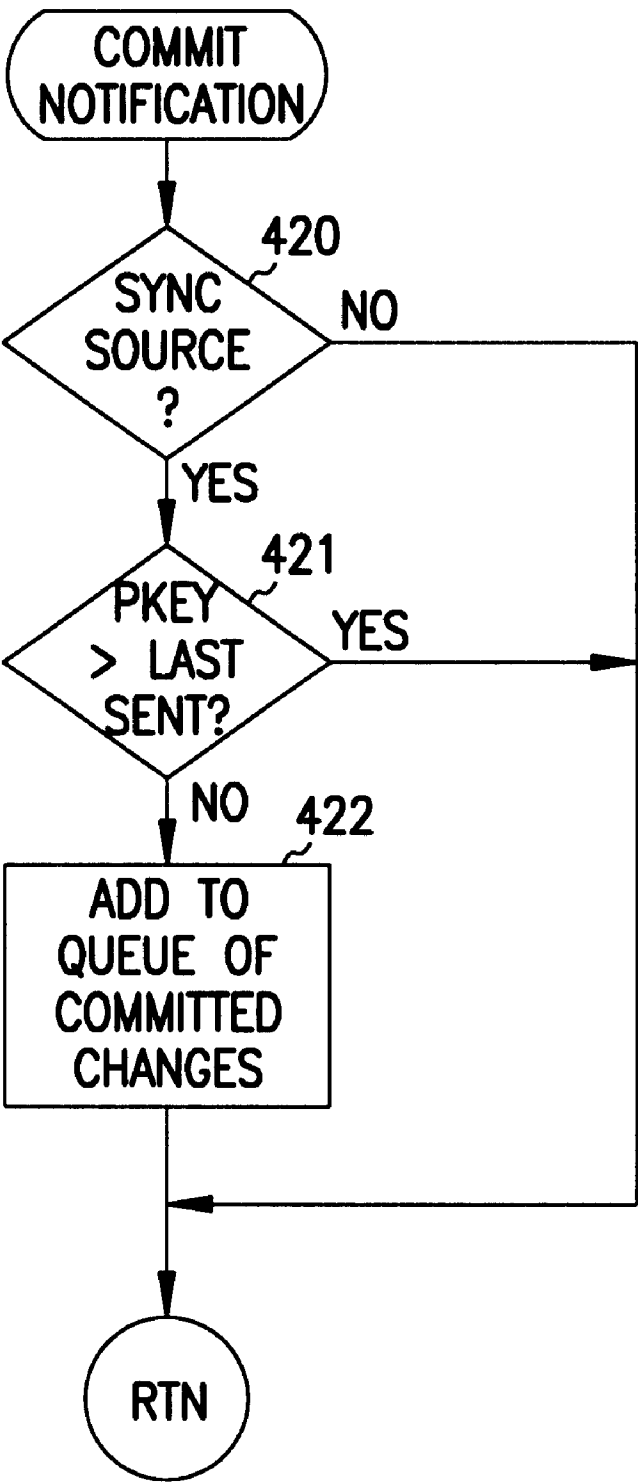 COMMIT
NOTIFICATION
420
SYNC
SOURCE
?
NO
YES
421
PKEY
> LAST
SENT?
YES
NO
422
ADD TO
QUEUE OF
COMMITTED
CHANGES
RTN